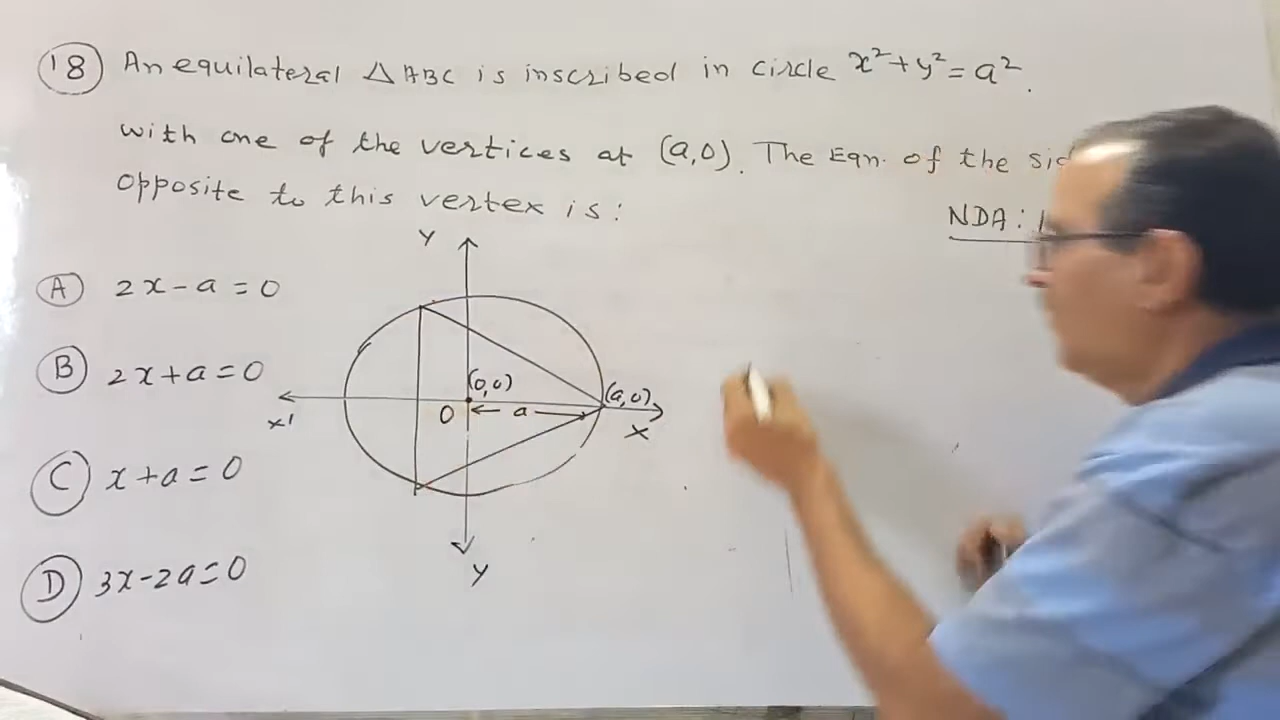 18 An equilateral △ABC is inscribed in circle x²+y²=a².
with one of the vertices at (a,0). The Eqn. of the
opposite to this vertex is:
NDA:
A 2x-a=0
B 2x+a=0
C x+a=0
D 3x-2a=0
Y
(0,0)
(a,0)
O
a
X'
X
Y